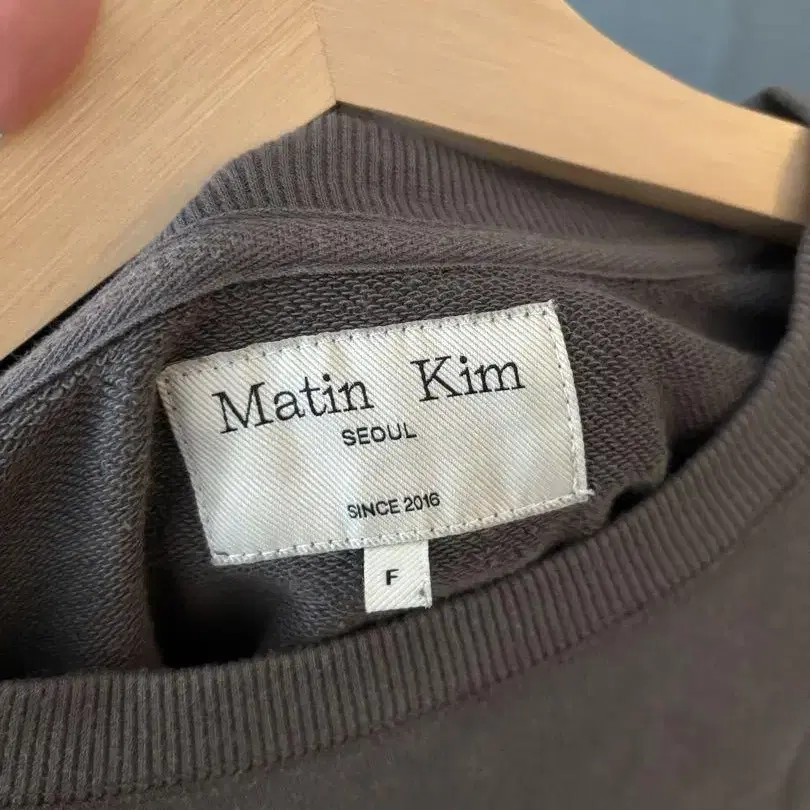 Matin Kim
SEOUL
SINCE 2016
F